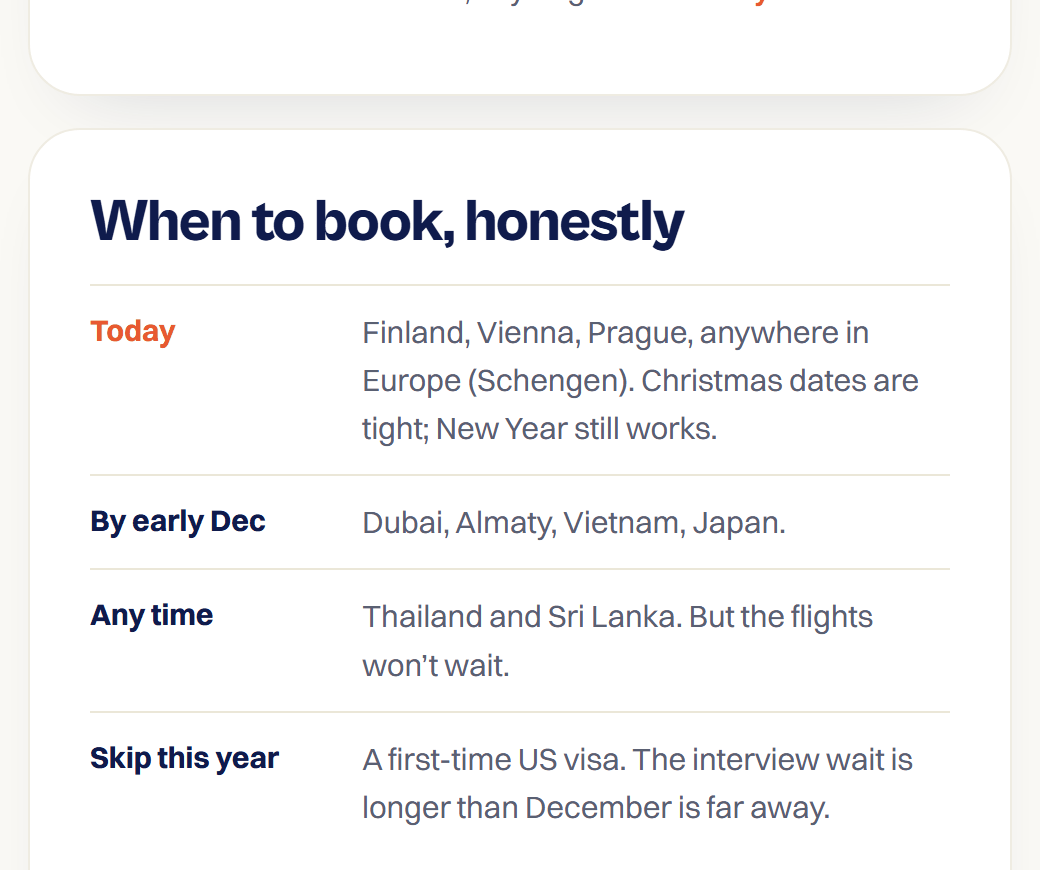 When to book, honestly
Today
Finland, Vienna, Prague, anywhere in
Europe (Schengen). Christmas dates are
tight; New Year still works.
By early Dec
Dubai, Almaty, Vietnam, Japan.
Any time
Thailand and Sri Lanka. But the flights
won’t wait.
Skip this year
A first-time US visa. The interview wait is
longer than December is far away.